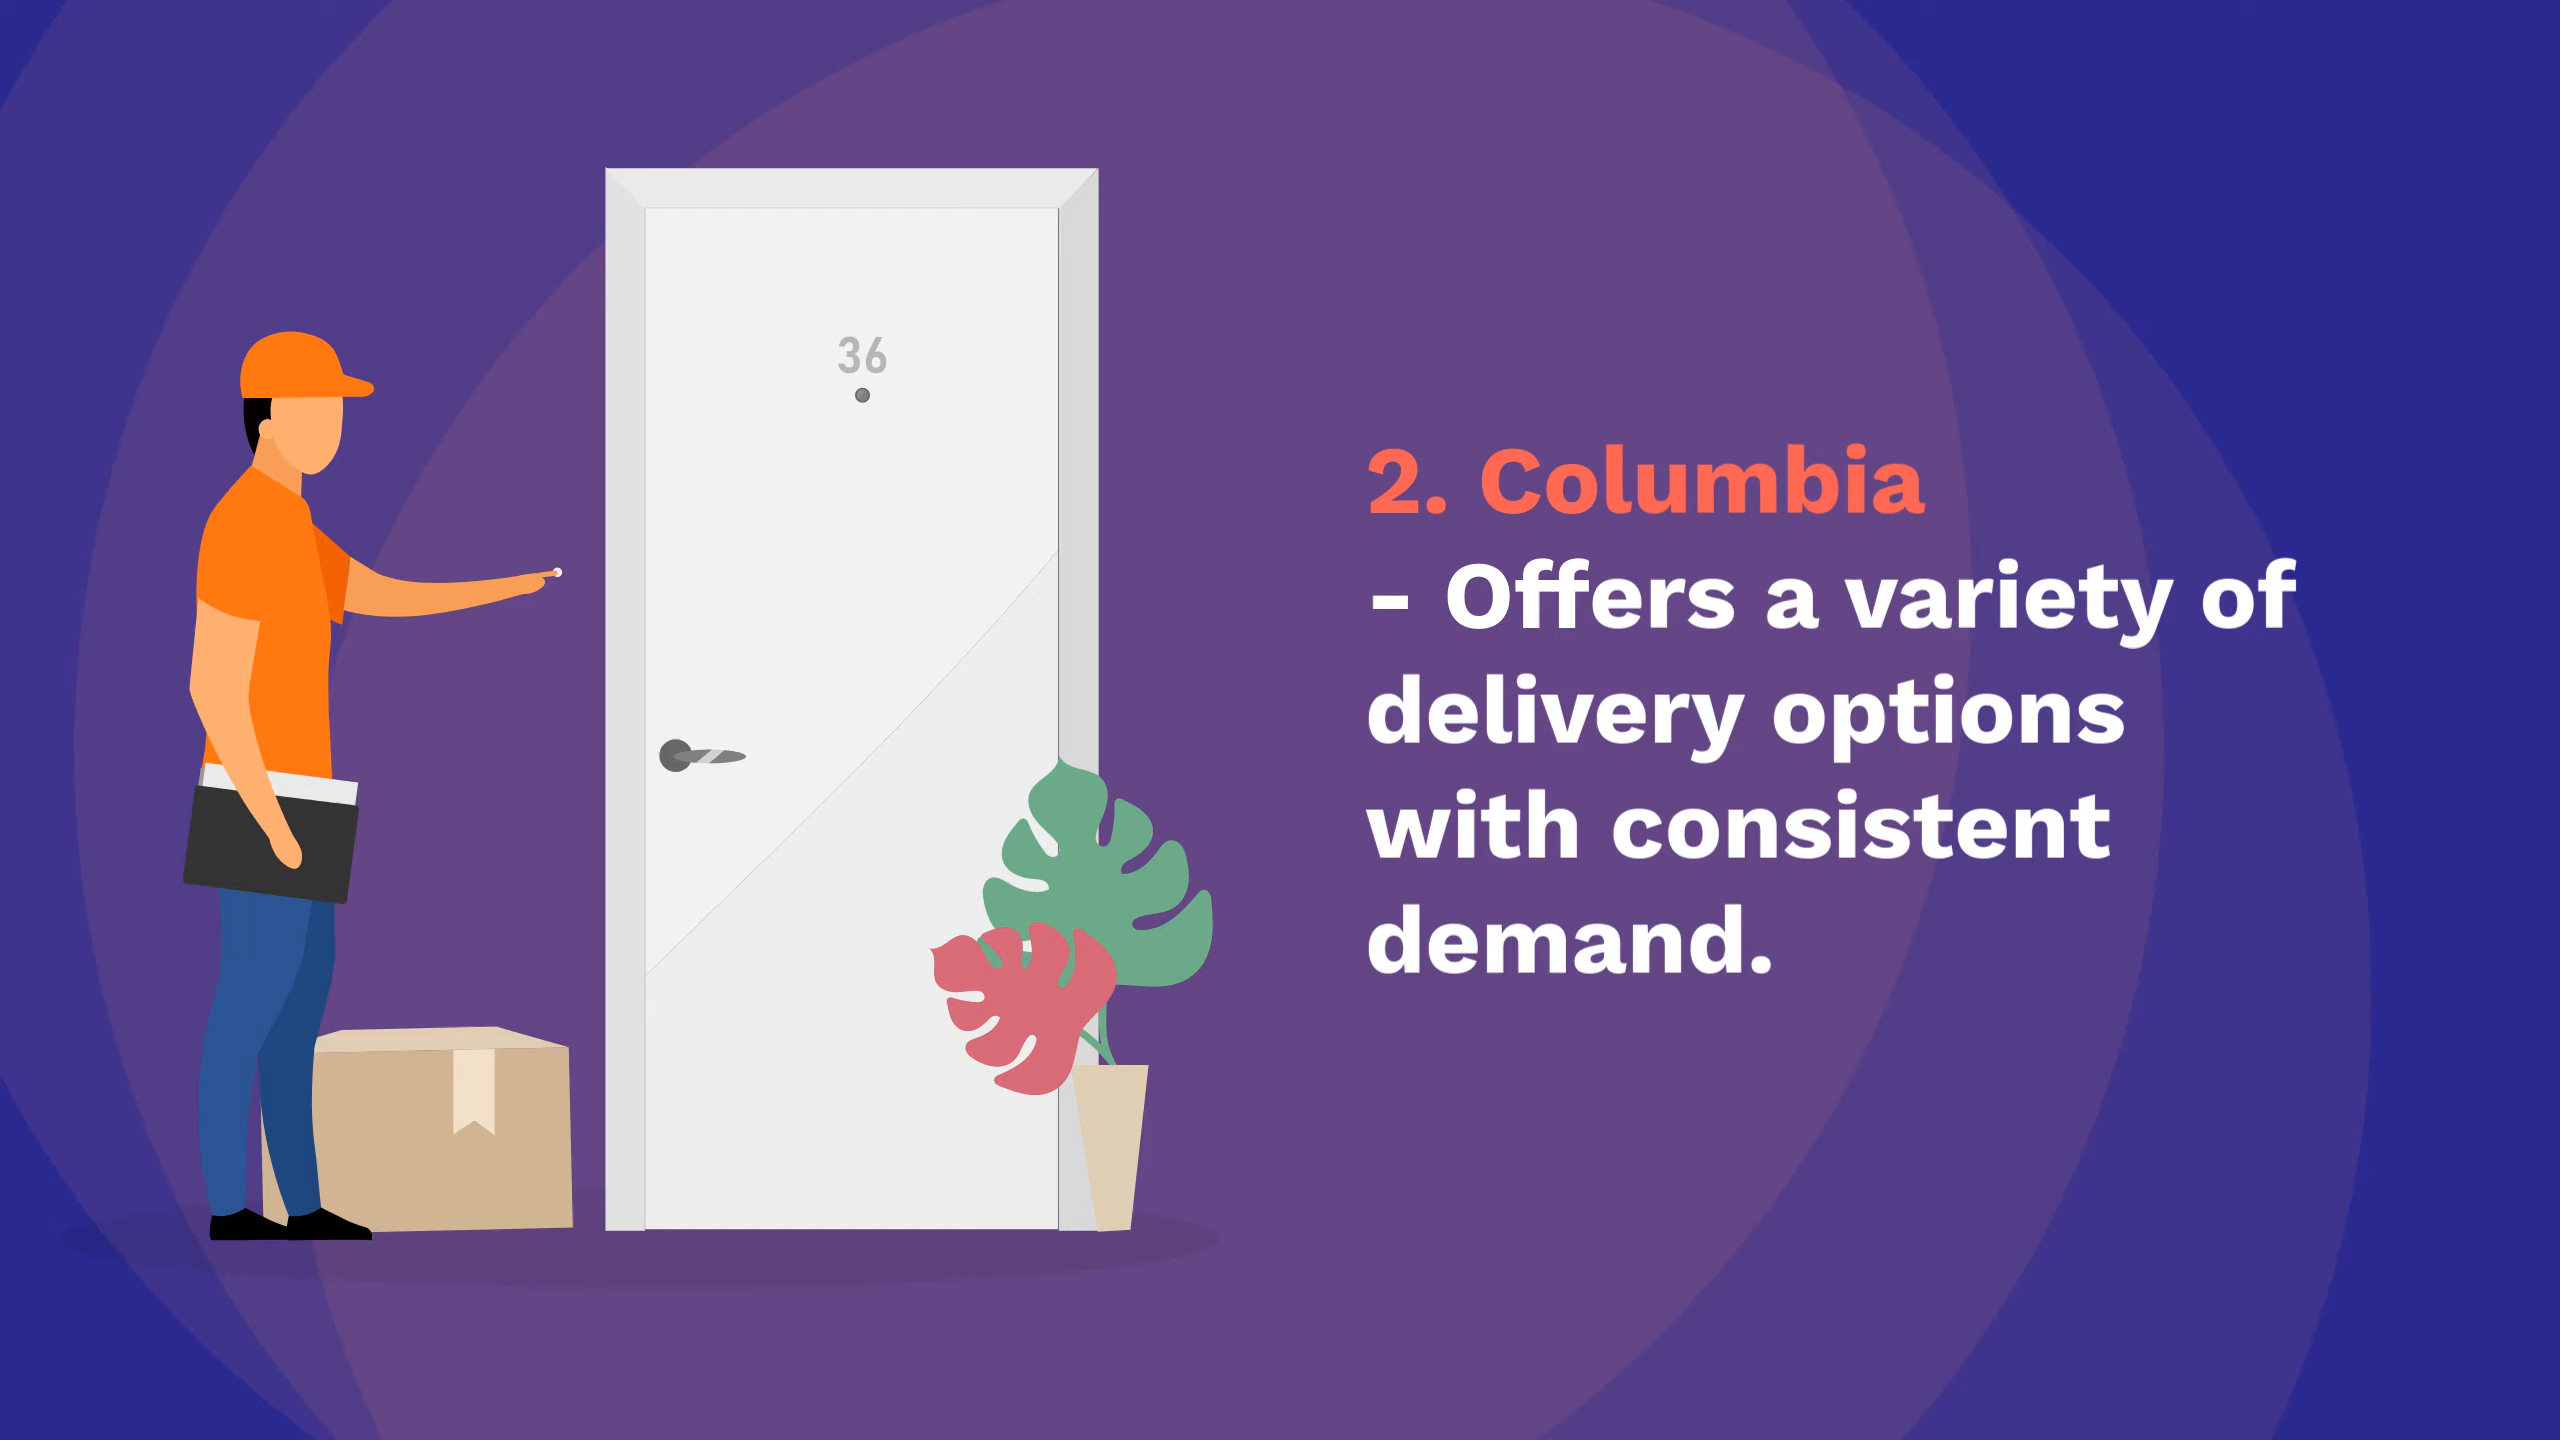 36
2. Columbia
- Offers a variety of
delivery options
with consistent
demand.